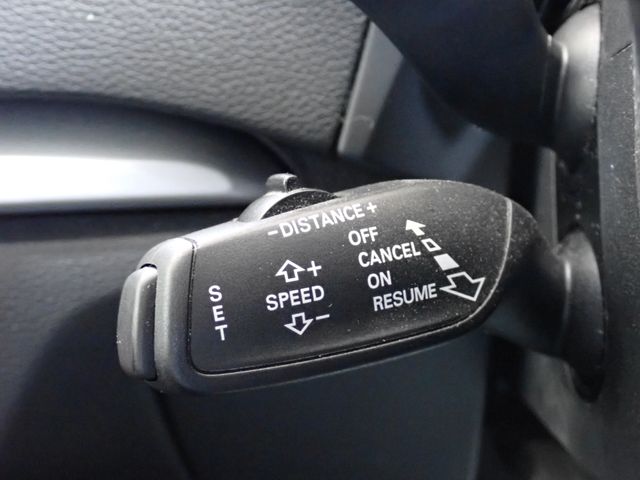 -DISTANCE+
OFF
CANCEL
ON
RESUME
+
SPEED
-
SET